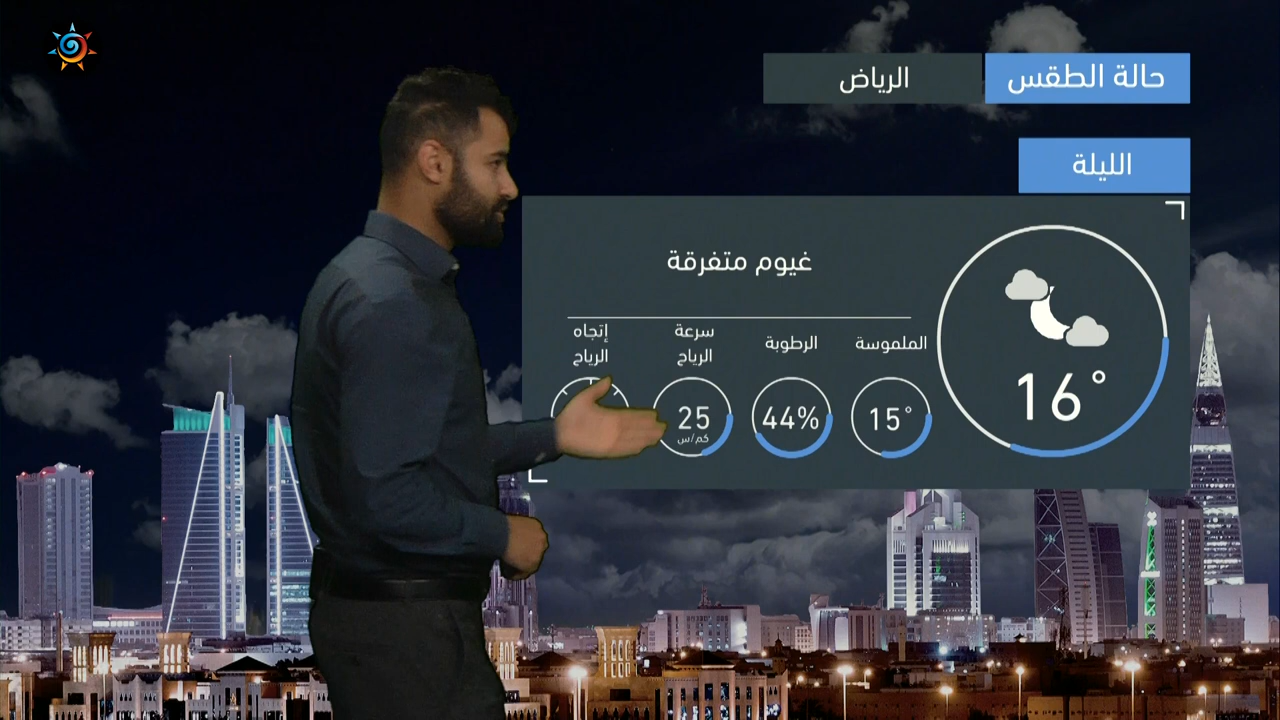 حالة الطقس
الرياض
الليلة
غيوم متفرقة
16°
الملموسة
15°
الرطوبة
44%
سرعة
الرياح
25
كم/س
إتجاه
الرياح